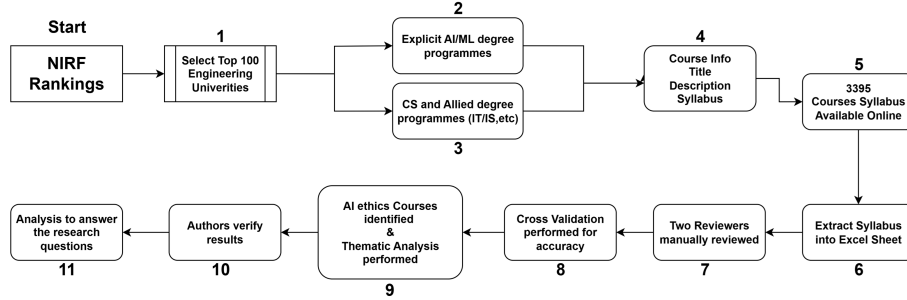 Start
NIRF
Rankings
1
Select Top 100
Engineering
Univerities
2
Explicit AI/ML degree
programmes
CS and Allied degree
programmes (IT/IS,etc)
3
4
Course Info
Title
Description
Syllabus
5
3395
Courses Syllabus
Available Online
Extract Syllabus
into Excel Sheet
6
Two Reviewers
manually reviewed
7
Cross Validation
performed for
accuracy
8
AI ethics Courses
identified
&
Thematic Analysis
performed
9
Authors verify
results
10
Analysis to answer
the research
questions
11